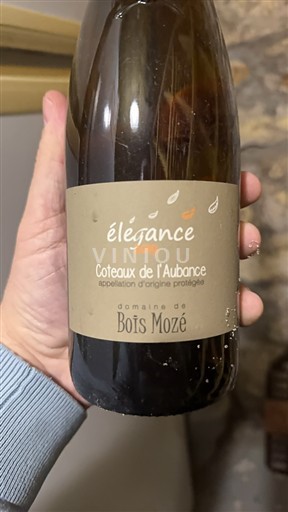 élégance
VINIOU
Coteaux de l'Aubance
appellation d'origine protégée
domaine de
Bois Mozé